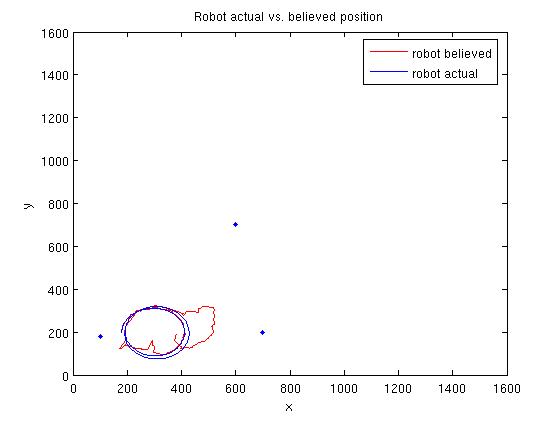 Robot actual vs. believed position
robot believed
robot actual
1600
1400
1200
1000
800
600
400
200
0
y
0 200 400 600 800 1000 1200 1400 1600
x